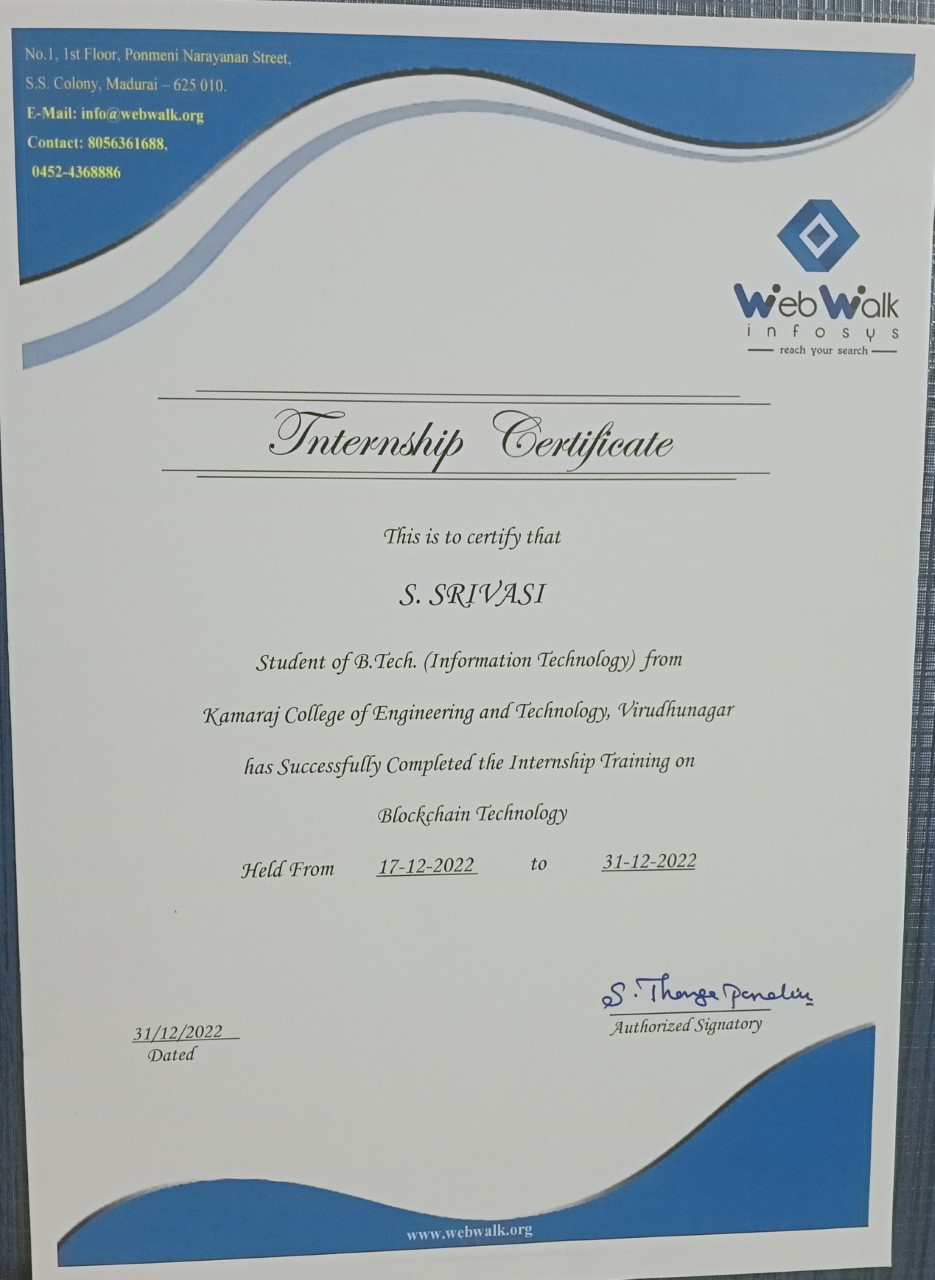 No.1, 1st Floor, Ponmeni Narayanan Street,
S.S. Colony, Madurai – 625 010.
E-Mail: info@webwalk.org
Contact: 8056361688,
0452-4368886
Web Walk
infosys
reach your search
Internship Certificate
This is to certify that
S. SRIVASI
Student of B.Tech. (Information Technology) from
Kamaraj College of Engineering and Technology, Virudhunagar
has Successfully Completed the Internship Training on
Blockchain Technology
Held From 17-12-2022 to 31-12-2022
S. Thanga
Authorized Signatory
31/12/2022
Dated
www.webwalk.org